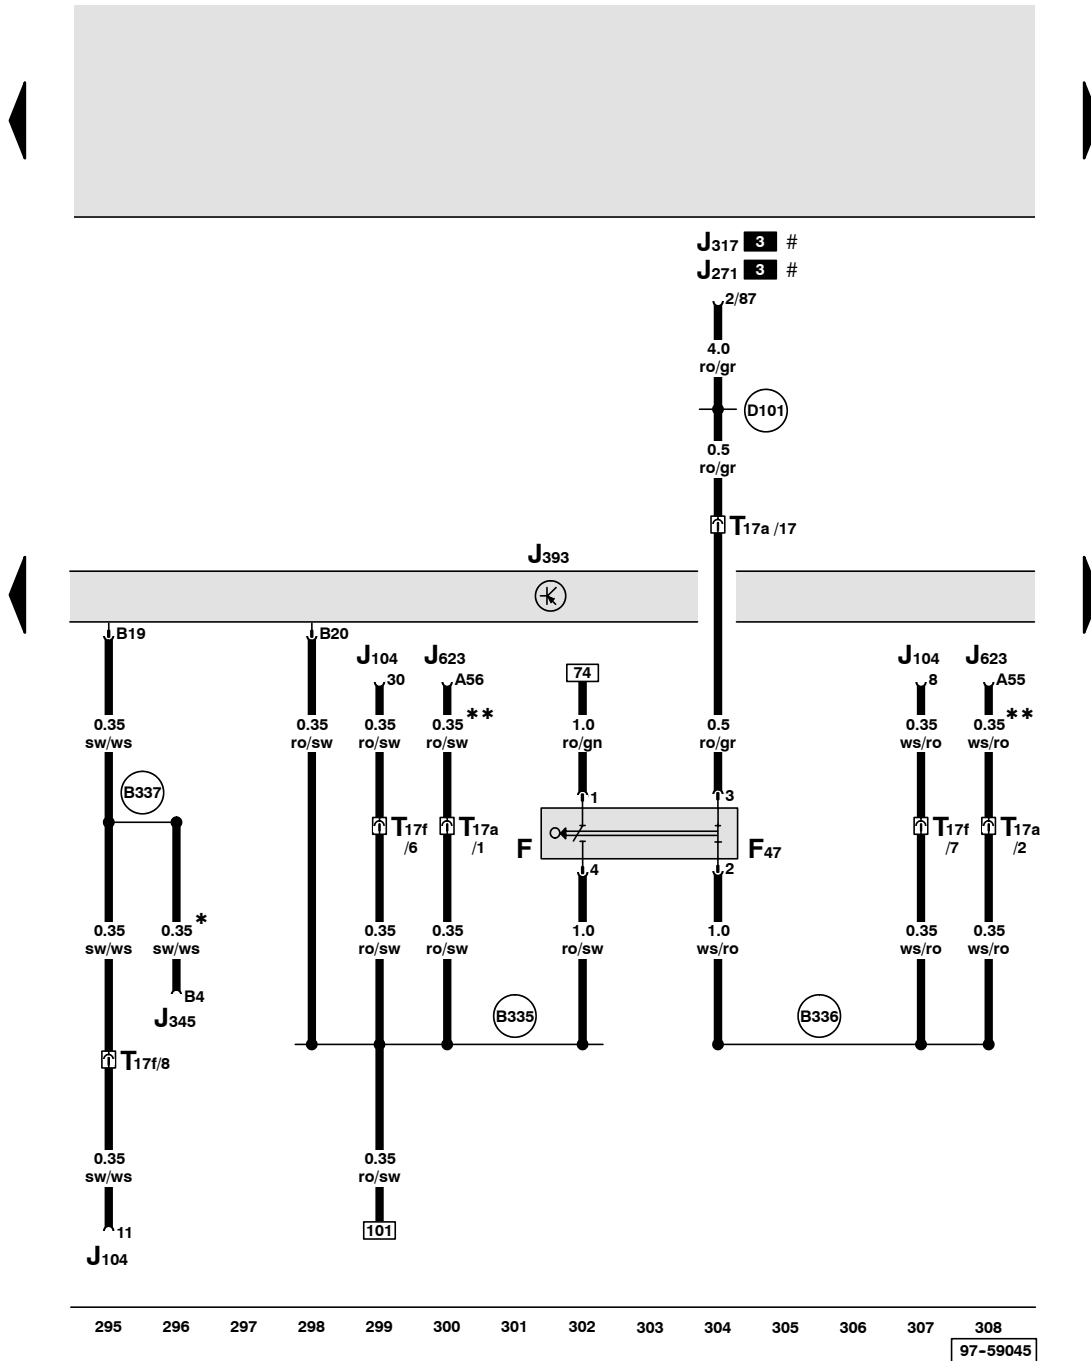 J317 3 #
J271 3 #
2/87
4.0
ro/gr
D101
0.5
ro/gr
T17a /17
J393
B19
B20
J104
30
J623
A56
74
J104
8
J623
A55
0.35
sw/ws
0.35
ro/sw
0.35
ro/sw
0.35 **
ro/sw
1.0
ro/gn
0.5
ro/gr
0.35
ws/ro
0.35 **
ws/ro
B337
1
3
T17f
/6
T17a
/1
F
F47
T17f
/7
T17a
/2
4
2
0.35
sw/ws
0.35 *
sw/ws
0.35
ro/sw
0.35
ro/sw
1.0
ro/sw
1.0
ws/ro
0.35
ws/ro
0.35
ws/ro
B4
J345
B335
B336
T17f/8
0.35
sw/ws
0.35
ro/sw
11
J104
101
295 296 297 298 299 300 301 302 303 304 305 306 307 308
97-59045